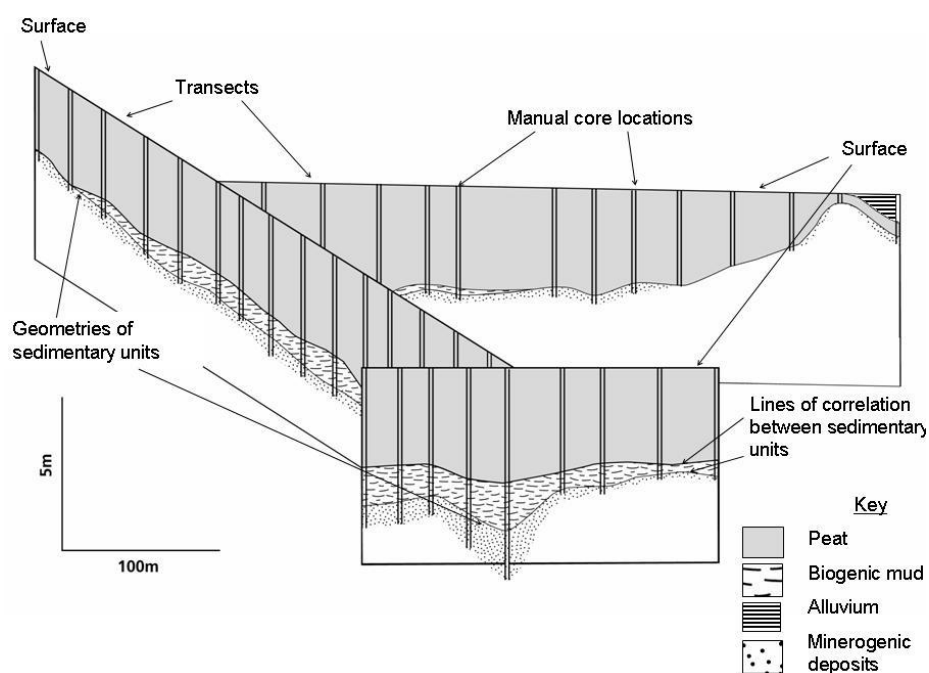 Surface
Transects
Manual core locations
Surface
Geometries of
sedimentary units
Lines of correlation
between sedimentary
units
5m
100m
Key
Peat
Biogenic mud
Alluvium
Minerogenic
deposits